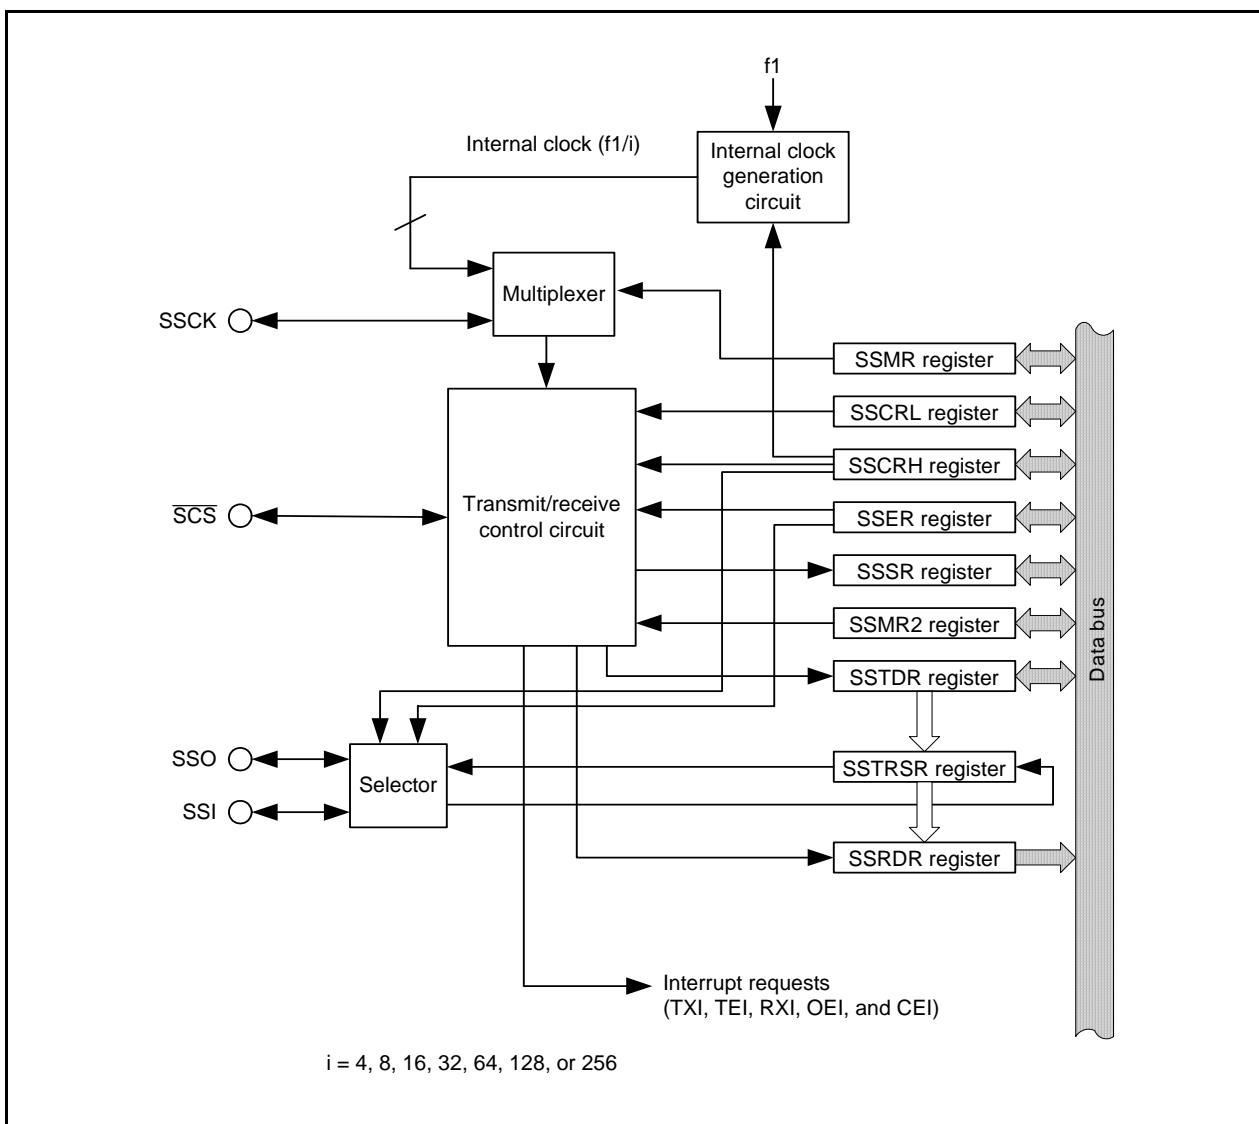 f1
Internal clock (f1/i)
Internal clock
generation
circuit
Multiplexer
SSCK
SSMR register
SSCRL register
SSCRH register
SCS
Transmit/receive
control circuit
SSER register
SSSR register
SSMR2 register
SSTDR register
Data bus
SSO
SSI
Selector
SSTRSR register
SSRDR register
Interrupt requests
(TXI, TEI, RXI, OEI, and CEI)
i = 4, 8, 16, 32, 64, 128, or 256